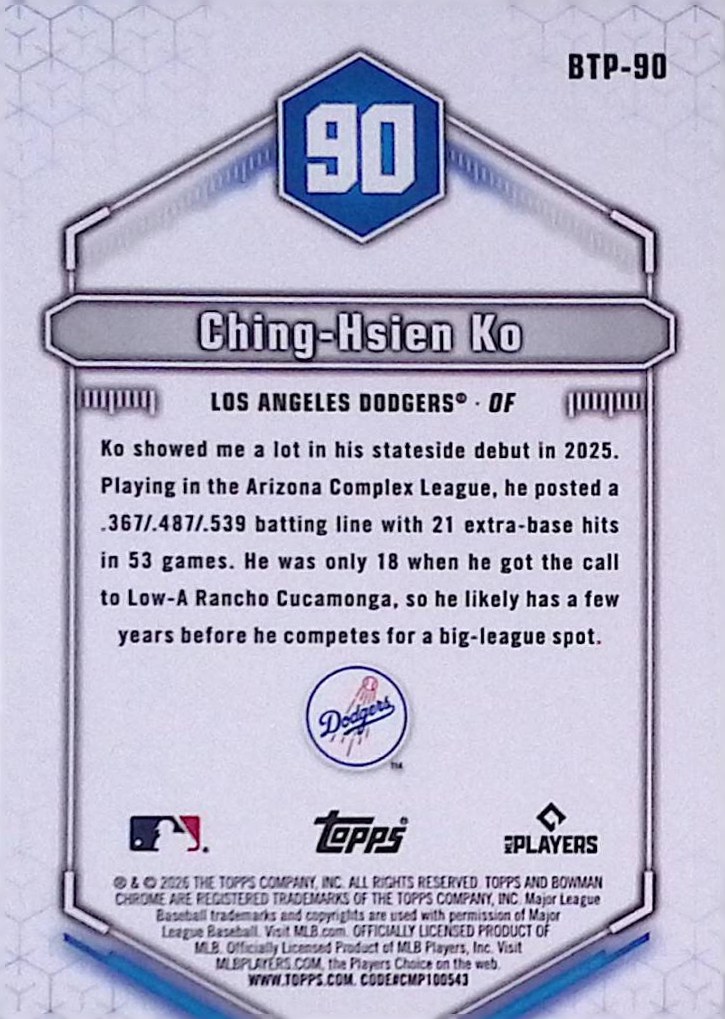 BTP-90
90
Ching-Hsien Ko
LOS ANGELES DODGERS® · OF
Ko showed me a lot in his stateside debut in 2025.
Playing in the Arizona Complex League, he posted a
.367/.487/.539 batting line with 21 extra-base hits
in 53 games. He was only 18 when he got the call
to Low-A Rancho Cucamonga, so he likely has a few
years before he competes for a big-league spot.
Dodgers
TM
topps®
MLB PLAYERS
® & © 2026 THE TOPPS COMPANY, INC. ALL RIGHTS RESERVED. TOPPS AND BOWMAN
CHROME ARE REGISTERED TRADEMARKS OF THE TOPPS COMPANY, INC. Major League
Baseball trademarks and copyrights are used with permission of Major
League Baseball. Visit MLB.com. OFFICIALLY LICENSED PRODUCT OF
MLB. Officially Licensed Product of MLB Players, Inc. Visit
MLBPLAYERS.COM, the Players Choice on the web.
WWW.TOPPS.COM. CODE#CMP100543